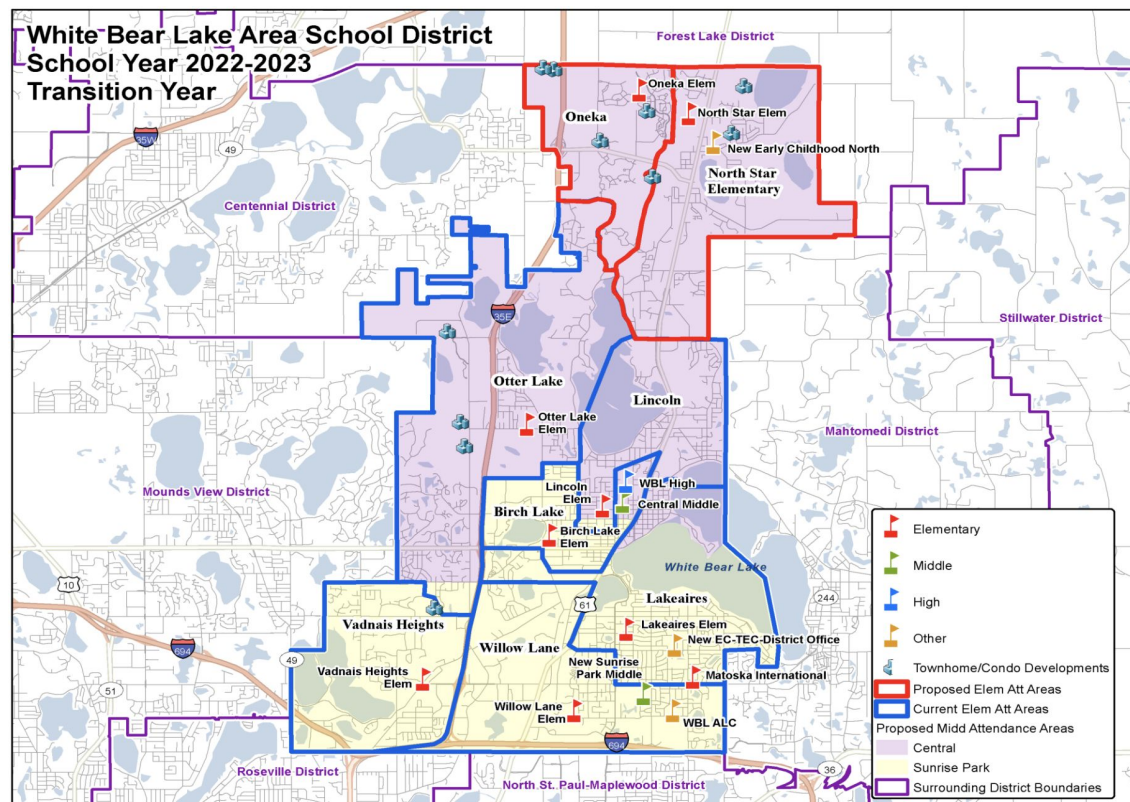 White Bear Lake Area School District
School Year 2022-2023
Transition Year
Forest Lake District
Oneka Elem
Oneka
North Star Elem
New Early Childhood North
North Star
Elementary
35W
49
Centennial District
35E
Stillwater District
Otter Lake
Lincoln
Otter Lake
Elem
Mahtomedi District
Mounds View District
Lincoln
Elem
WBL High
Central Middle
Birch Lake
Birch Lake
Elem
White Bear Lake
10
61
244
Lakeaires
Vadnais Heights
Lakeaires Elem
New EC-TEC-District Office
Willow Lane
694
49
51
Vadnais Heights
Elem
New Sunrise
Park Middle
Matoska International
Willow Lane
Elem
WBL ALC
694
36
Roseville District
North St. Paul-Maplewood District
Elementary
Middle
High
Other
Townhome/Condo Developments
Proposed Elem Att Areas
Current Elem Att Areas
Proposed Midd Attendance Areas
Central
Sunrise Park
Surrounding District Boundaries